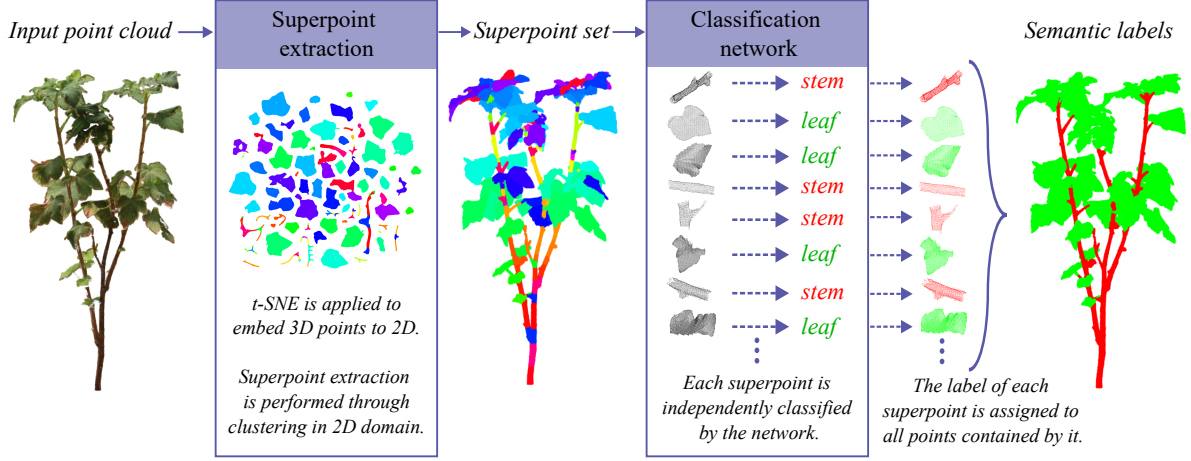 Input point cloud
Superpoint
extraction
Superpoint set
Classification
network
Semantic labels
t-SNE is applied to
embed 3D points to 2D.
Superpoint extraction
is performed through
clustering in 2D domain.
stem
leaf
leaf
stem
stem
leaf
stem
leaf
Each superpoint is
independently classified
by the network.
The label of each
superpoint is assigned to
all points contained by it.